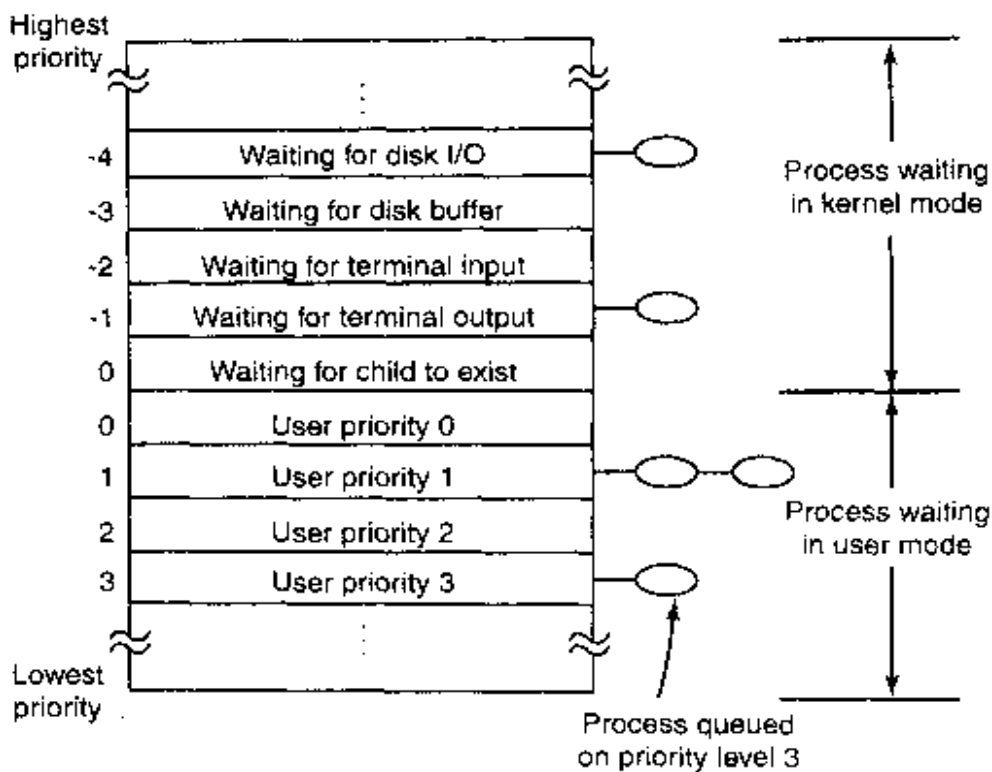 Highest
priority
-4 Waiting for disk I/O
-3 Waiting for disk buffer
-2 Waiting for terminal input
-1 Waiting for terminal output
0 Waiting for child to exist
0 User priority 0
1 User priority 1
2 User priority 2
3 User priority 3
Lowest
priority
Process waiting
in kernel mode
Process waiting
in user mode
Process queued
on priority level 3